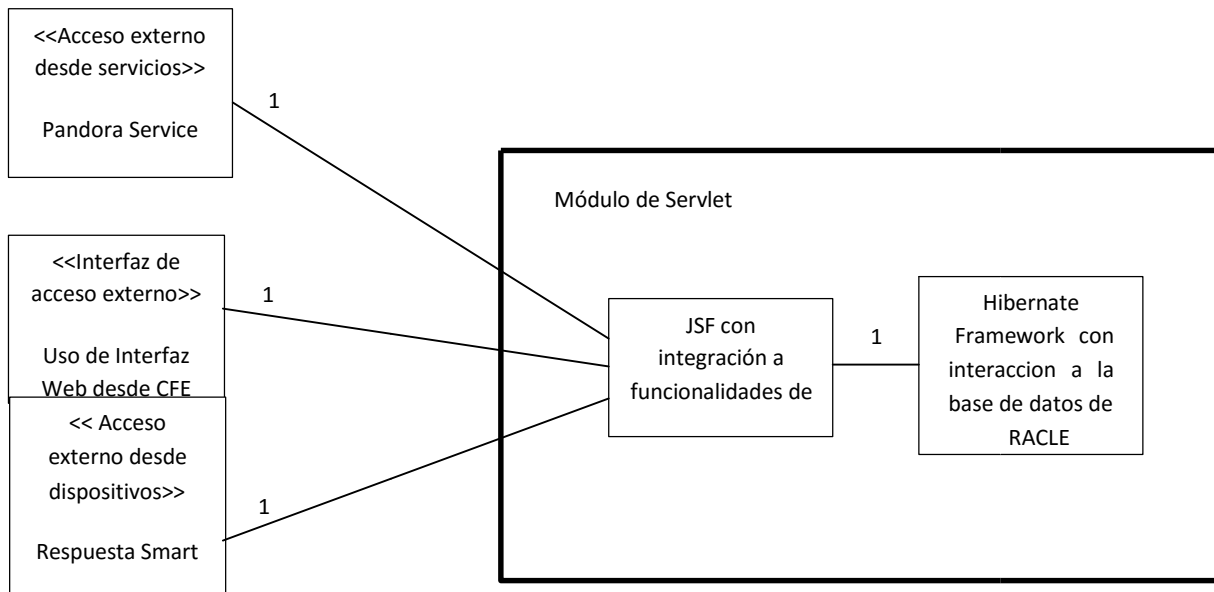 <<Acceso externo
desde servicios>>
Pandora Service
1
<<Interfaz de
acceso externo>>
Uso de Interfaz
Web desde CFE
1
<< Acceso
externo desde
dispositivos>>
Respuesta Smart
1
Módulo de Servlet
JSF con
integración a
funcionalidades de
1
Hibernate
Framework con
interaccion a la
base de datos de
RACLE